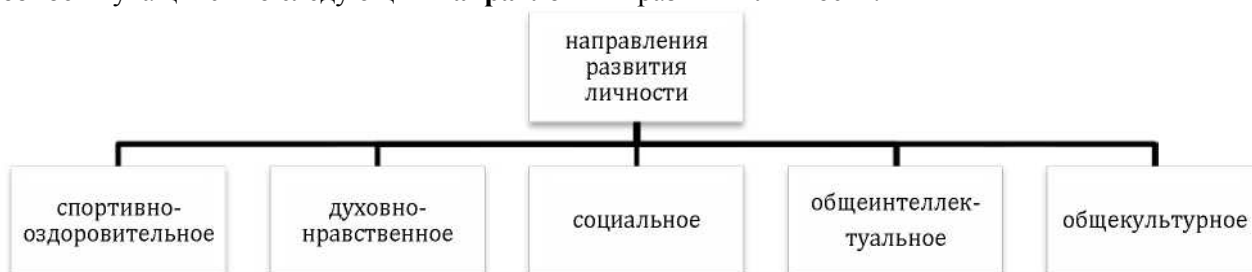 направления
развития
личности
спортивно-
оздоровительное
духовно-
нравственное
социальное
общеинтеллек-
туальное
общекультурное